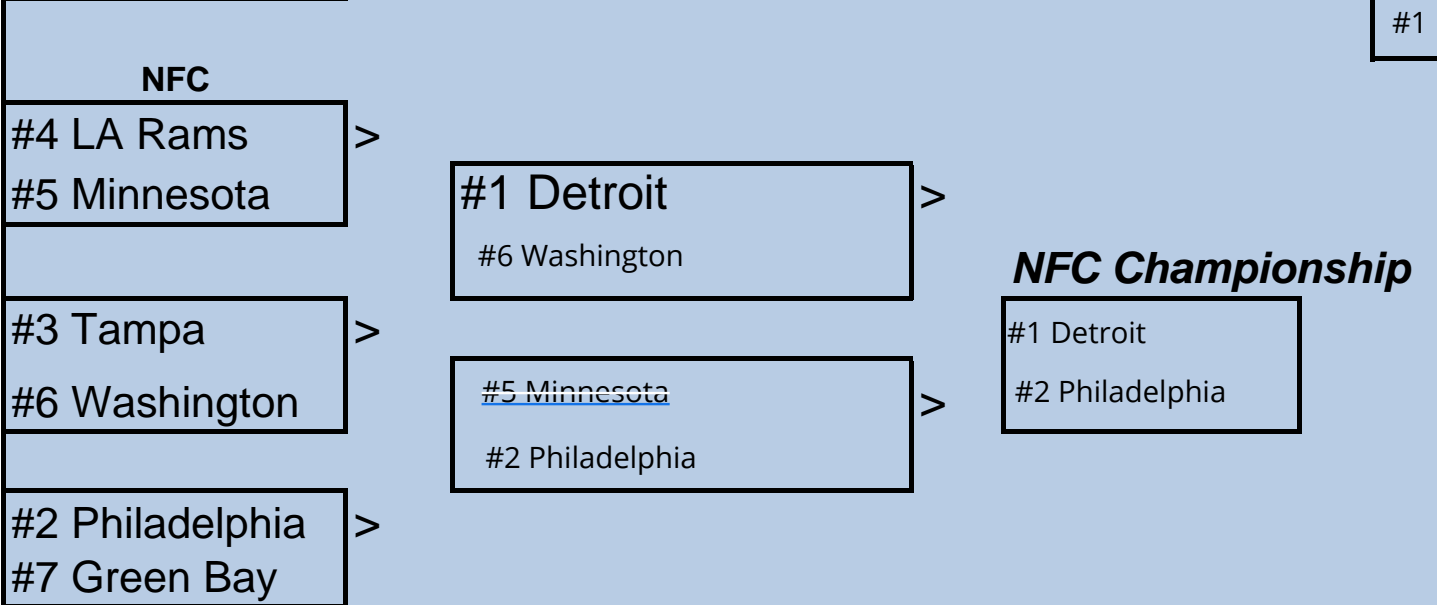 #1
NFC
#4 LA Rams >
#5 Minnesota
#1 Detroit >
#6 Washington
NFC Championship
#3 Tampa >
#6 Washington
#5 Minnesota >
#2 Philadelphia
#1 Detroit
#2 Philadelphia
#2 Philadelphia >
#7 Green Bay